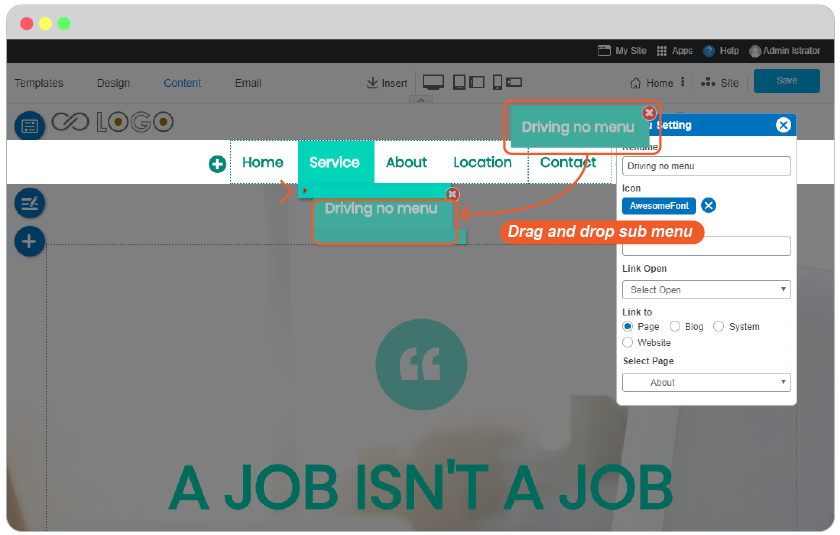 My Site Apps ? Help Admin Istrator
Templates Design Content Email Insert Home Site Save
LOGO
Driving no menu
Setting
Home Service About Location Contact
Rename
Driving no menu
Icon
AwesomeFont
Driving no menu
Drag and drop sub menu
Link Open
Select Open
Link to
Page Blog System
Website
Select Page
About
“
A JOB ISN'T A JOB